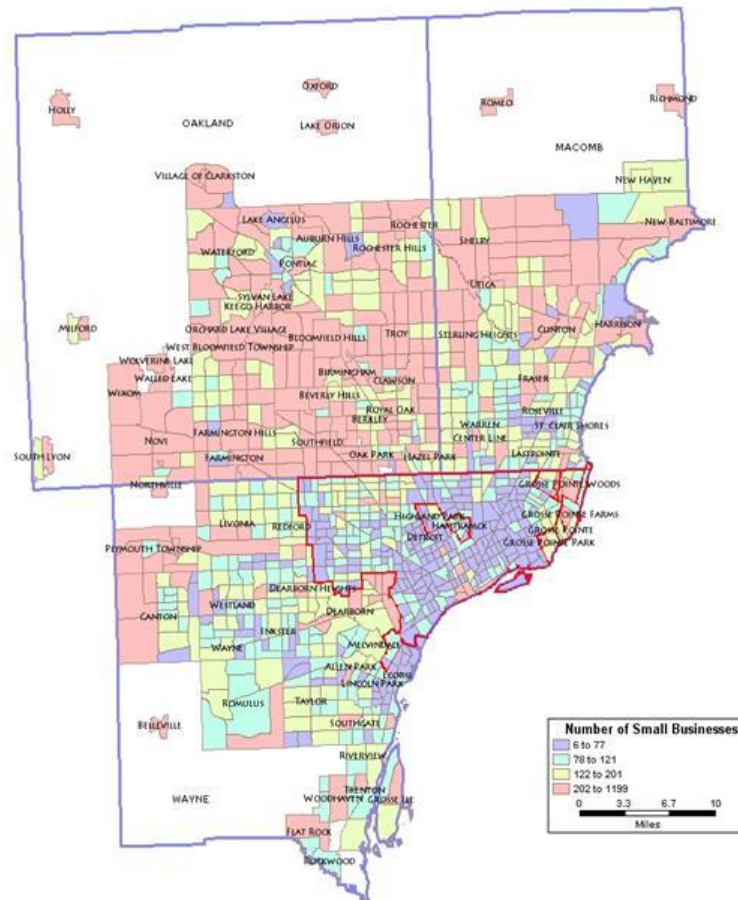 OXFORD
HOLLY
ROMEO
RICHMOND
OAKLAND
LAKE ORION
MACOMB
VILLAGE OF CLARKSTON
NEW HAVEN
LAKE ANGELUS
ROCHESTER
NEW BALTIMORE
AUBURN HILLS
SHELBY
WATERFORD
ROCHESTER HILLS
PONTIAC
UTICA
SYLVAN LAKE
KEEGO HARBOR
MILFORD
ORCHARD LAKE VILLAGE
TROY
STERLING HEIGHTS
CLINTON
HARRISON
BLOOMFIELD HILLS
WEST BLOOMFIELD TOWNSHIP
WOLVERINE LAKE
WALLED LAKE
BIRMINGHAM
CLAWSON
FRASER
WIXOM
BEVERLY HILLS
ROYAL OAK
ROSEVILLE
BERKLEY
WARREN
ST. CLAIR SHORES
FARMINGTON HILLS
CENTER LINE
NOVI
SOUTHFIELD
SOUTH LYON
FARMINGTON
OAK PARK
HAZEL PARK
EASTPOINTE
NORTHVILLE
GROSSE POINTE WOODS
LIVONIA
REDFORD
HIGHLAND PARK
GROSSE POINTE FARMS
HAMTRAMCK
DETROIT
GROSSE POINTE
PLYMOUTH TOWNSHIP
GROSSE POINTE PARK
DEARBORN HEIGHTS
WESTLAND
DEARBORN
CANTON
INKSTER
WAYNE
MELVINDALE
ALLEN PARK
ECORSE
LINCOLN PARK
ROMULUS
TAYLOR
BELLEVILLE
SOUTHGATE
RIVERVIEW
TRENTON
WAYNE
WOODHAVEN
GROSSE ILE
FLAT ROCK
ROCKWOOD
Number of Small Businesses
6 to 77
78 to 121
122 to 201
202 to 1199
0 3.3 6.7 10
Miles